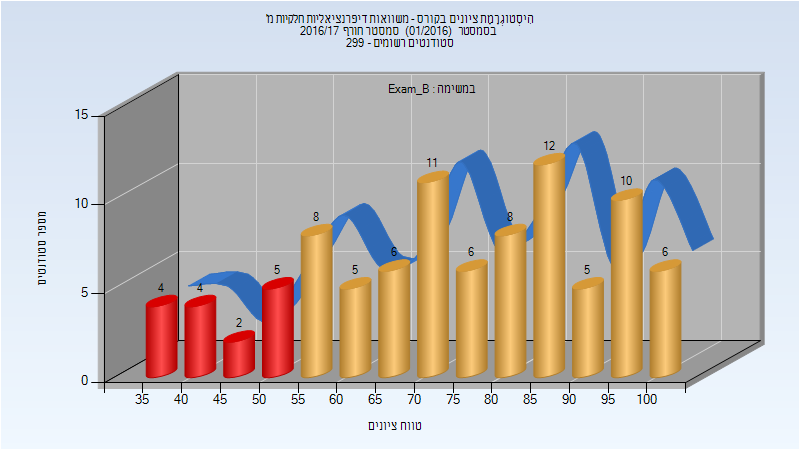 היסטוגרמת ציונים בקורס - משוואות דיפרנציאליות חלקיות מ'
בסמסטר (01/2016) סמסטר חורף 2016/17
סטודנטים רשומים - 299
במשימה : Exam_B
מספר סטודנטים
15
10
5
0
4
4
2
5
8
5
6
11
6
8
12
5
10
6
35 40 45 50 55 60 65 70 75 80 85 90 95 100
טווח ציונים